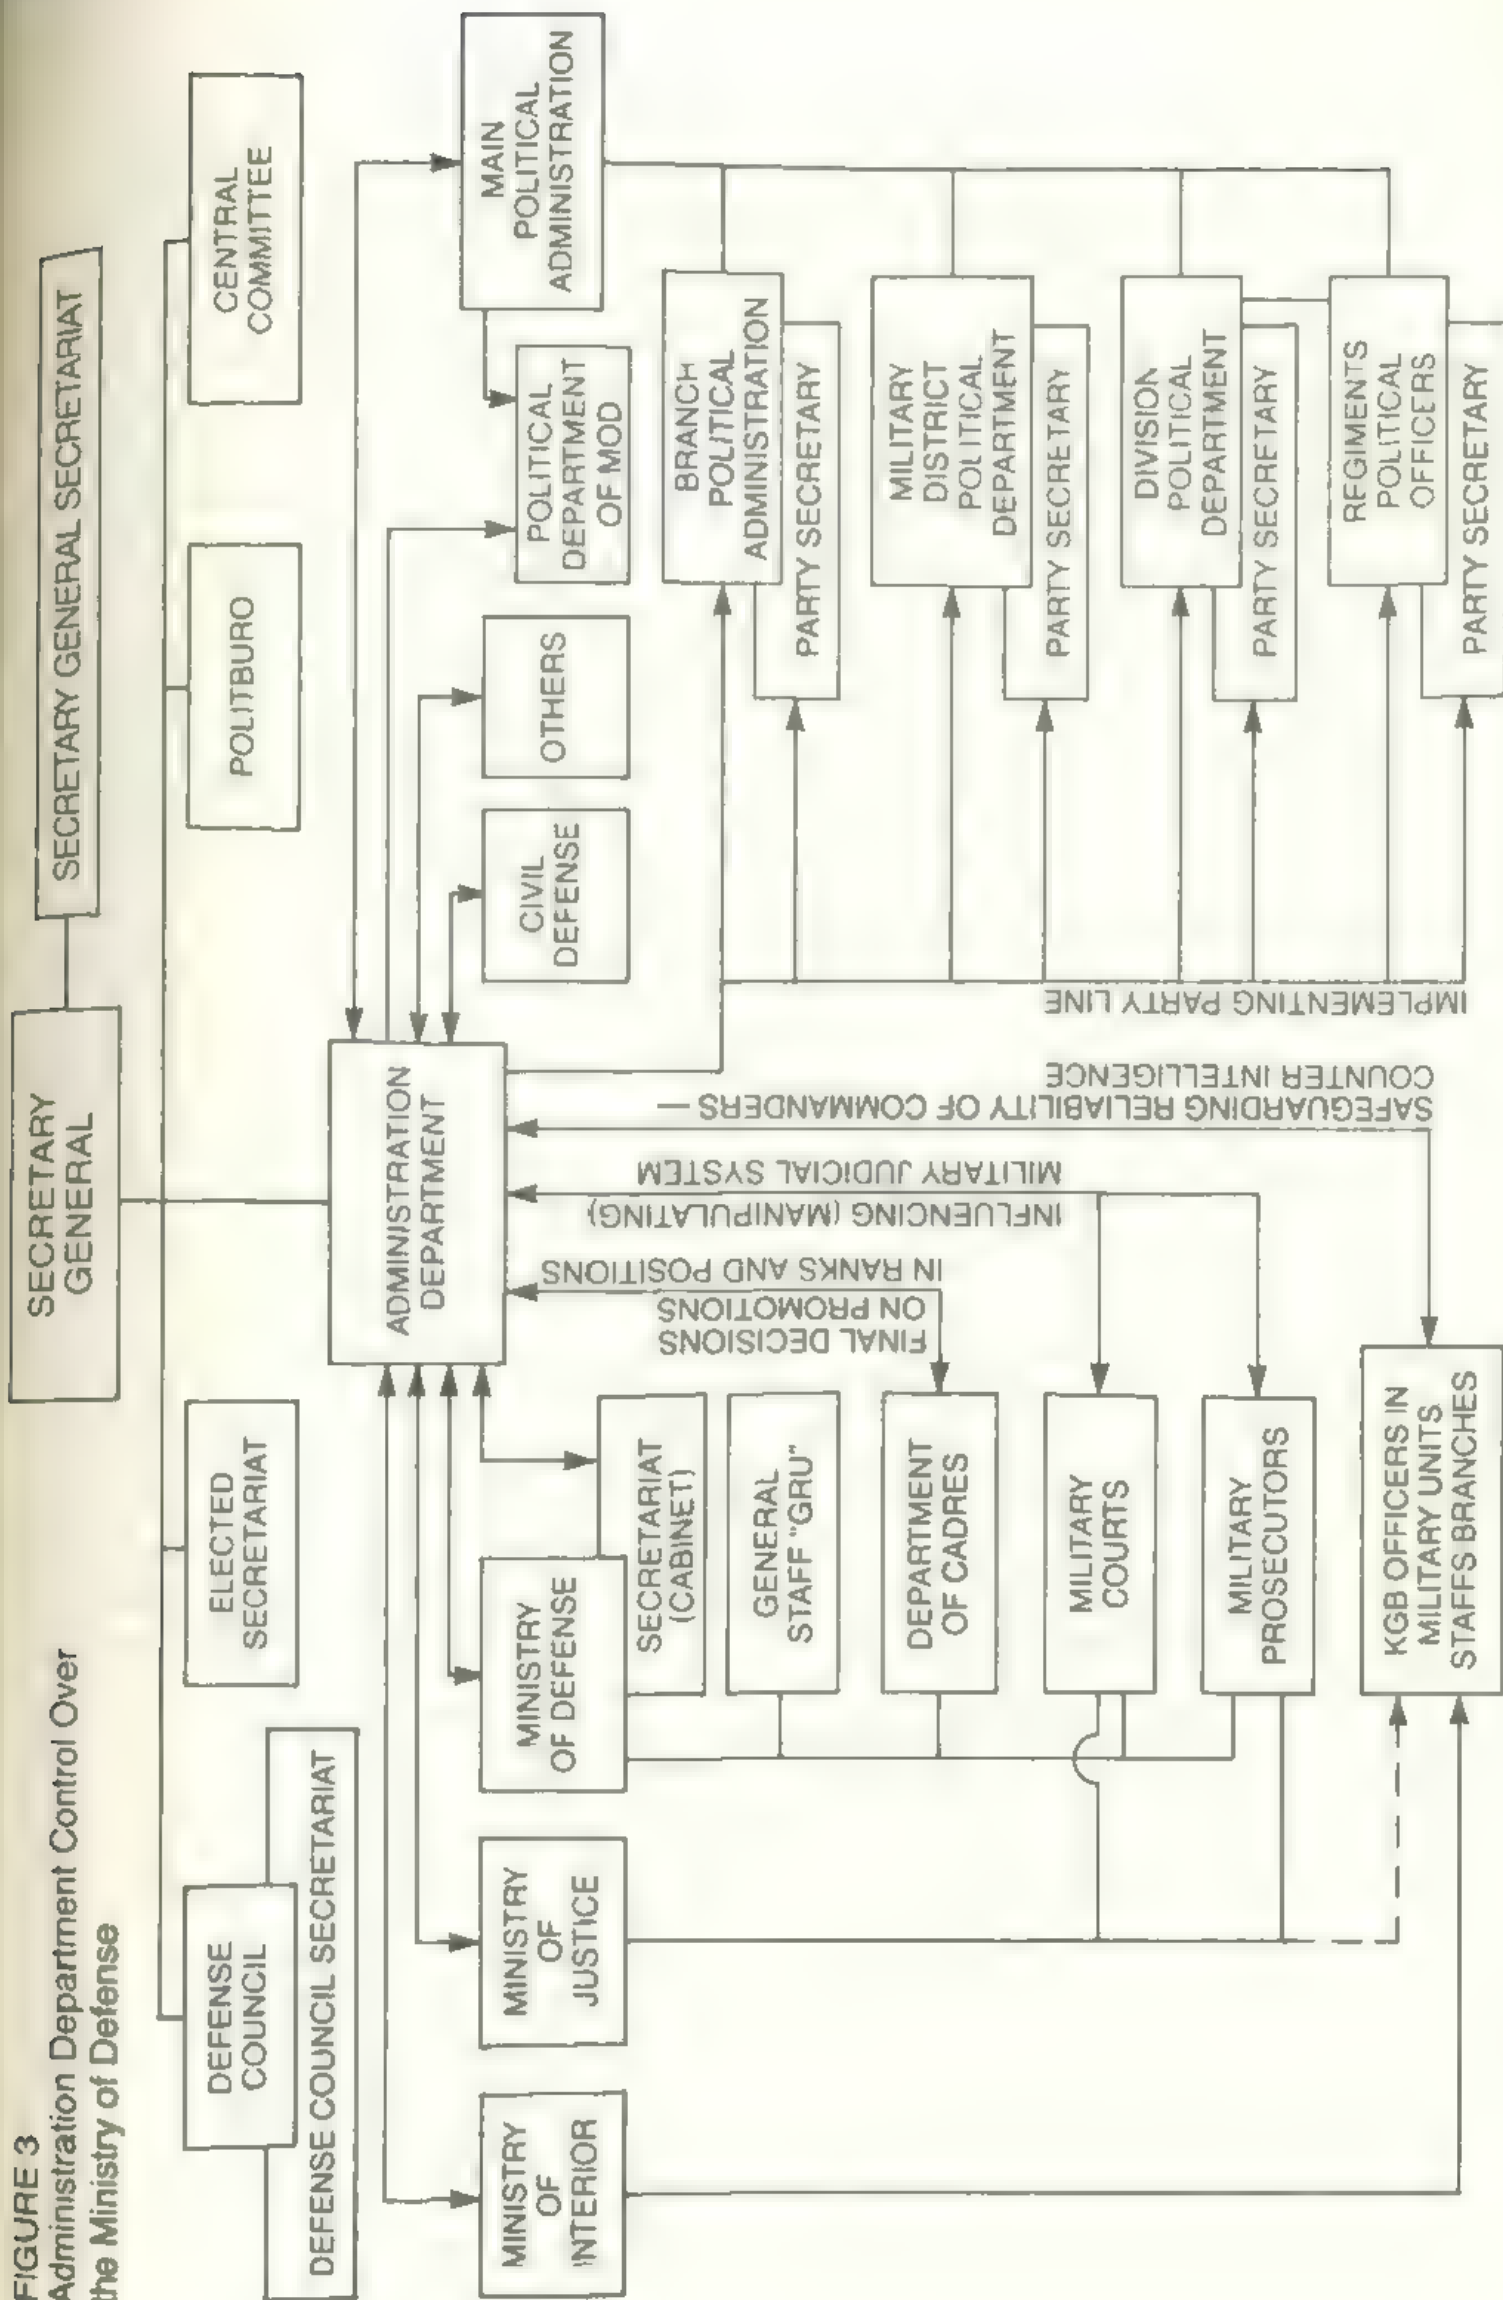 FIGURE 3
Administration Department Control Over
the Ministry of Defense
SECRETARY
GENERAL
SECRETARY GENERAL SECRETARIAT
DEFENSE
COUNCIL
DEFENSE COUNCIL SECRETARIAT
ELECTED
SECRETARIAT
POLITBURO
CENTRAL
COMMITTEE
ADMINISTRATION
DEPARTMENT
MINISTRY
OF
INTERIOR
MINISTRY
OF
JUSTICE
MINISTRY
OF DEFENSE
SECRETARIAT
(CABINET)
GENERAL
STAFF "GRU"
DEPARTMENT
OF CADRES
MILITARY
COURTS
MILITARY
PROSECUTORS
KGB OFFICERS IN
MILITARY UNITS
STAFFS BRANCHES
FINAL DECISIONS
ON PROMOTIONS
IN RANKS AND POSITIONS
INFLUENCING (MANIPULATING)
MILITARY JUDICIAL SYSTEM
SAFEGUARDING RELIABILITY OF COMMANDERS —
COUNTER INTELLIGENCE
IMPLEMENTING PARTY LINE
CIVIL
DEFENSE
OTHERS
POLITICAL
DEPARTMENT
OF MOD
MAIN
POLITICAL
ADMINISTRATION
BRANCH
POLITICAL
ADMINISTRATION
PARTY SECRETARY
MILITARY
DISTRICT
POLITICAL
DEPARTMENT
PARTY SECRETARY
DIVISION
POLITICAL
DEPARTMENT
PARTY SECRETARY
REGIMENTS
POLITICAL
OFFICERS
PARTY SECRETARY